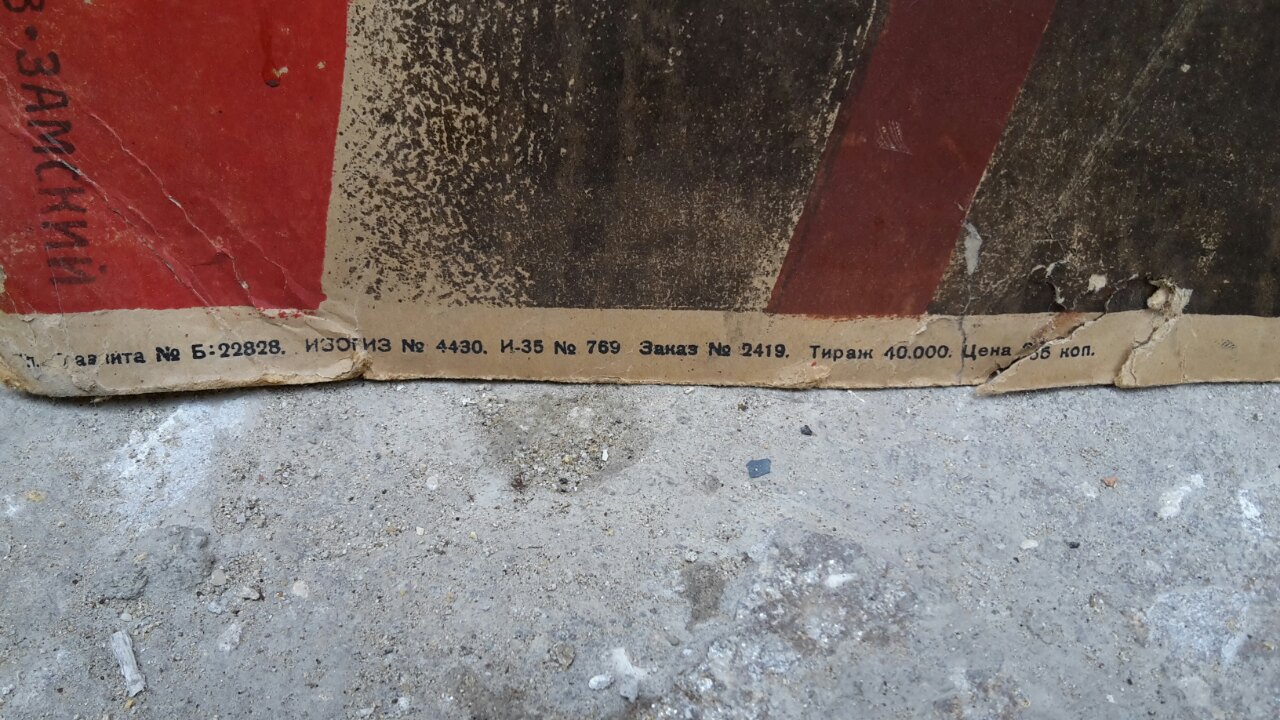 В·ЗАМСКИЙ
№ Б:22828. ИЗОГИЗ № 4430. И-35 № 769 Заказ № 2419. Тираж 40.000. Цена коп.